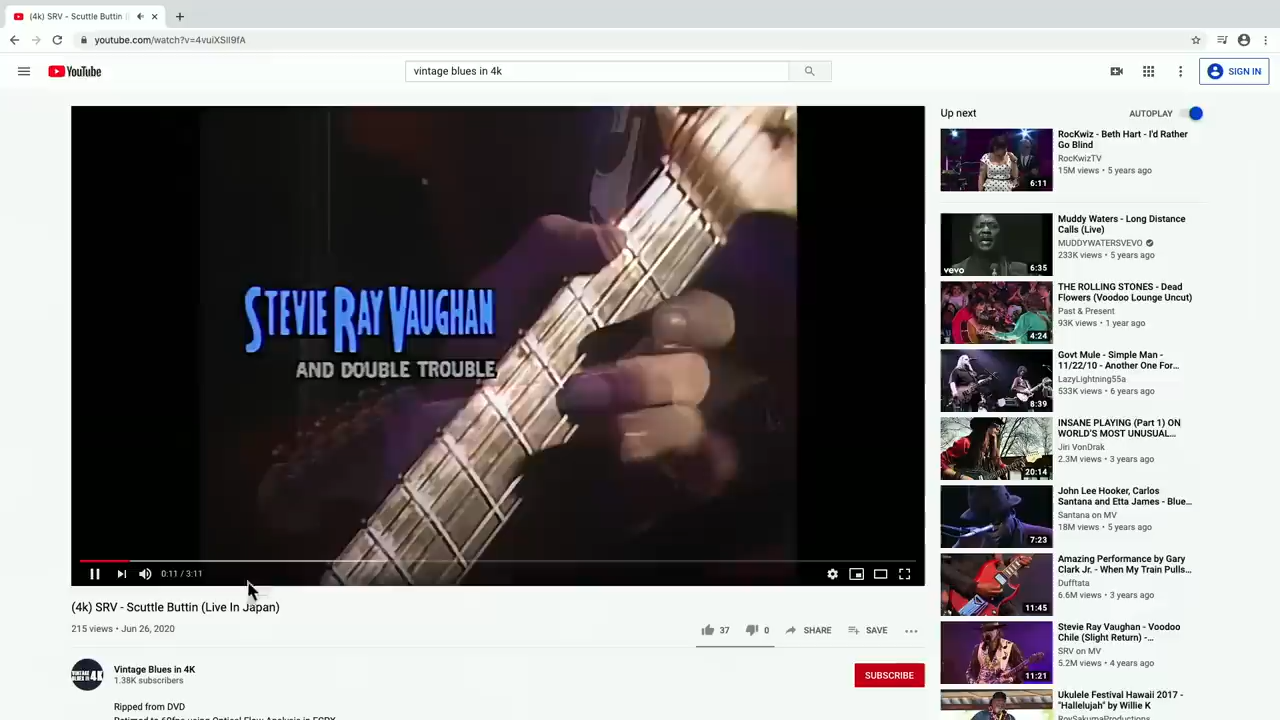 (4k) SRV - Scuttle Buttin (
youtube.com/watch?v=4vuiXSlI9fA
YouTube
vintage blues in 4k
SIGN IN
STEVIE RAY VAUGHAN
AND DOUBLE TROUBLE
0:11 / 3:11
(4k) SRV - Scuttle Buttin (Live In Japan)
215 views • Jun 26, 2020
37
0
SHARE
SAVE
VINTAGE BLUES IN 4K
Vintage Blues in 4K
1.38K subscribers
SUBSCRIBE
Ripped from DVD
Up next
AUTOPLAY
6:11
RocKwiz - Beth Hart - I'd Rather
Go Blind
RocKwizTV
15M views • 5 years ago
vevo
6:35
Muddy Waters - Long Distance
Calls (Live)
MUDDYWATERSVEVO
233K views • 5 years ago
4:24
THE ROLLING STONES - Dead
Flowers (Voodoo Lounge Uncut)
Past & Present
93K views • 1 year ago
8:39
Govt Mule - Simple Man -
11/22/10 - Another One For...
LazyLightning55a
533K views • 6 years ago
20:14
INSANE PLAYING (Part 1) ON
WORLD'S MOST UNUSUAL...
Jiri VonDrak
2.3M views • 3 years ago
7:23
John Lee Hooker, Carlos
Santana and Etta James - Blue...
Santana on MV
18M views • 5 years ago
11:45
Amazing Performance by Gary
Clark Jr. - When My Train Pulls...
Dufftata
6.6M views • 3 years ago
11:21
Stevie Ray Vaughan - Voodoo
Chile (Slight Return) -...
SRV on MV
5.2M views • 4 years ago
Ukulele Festival Hawaii 2017 -
"Hallelujah" by Willie K